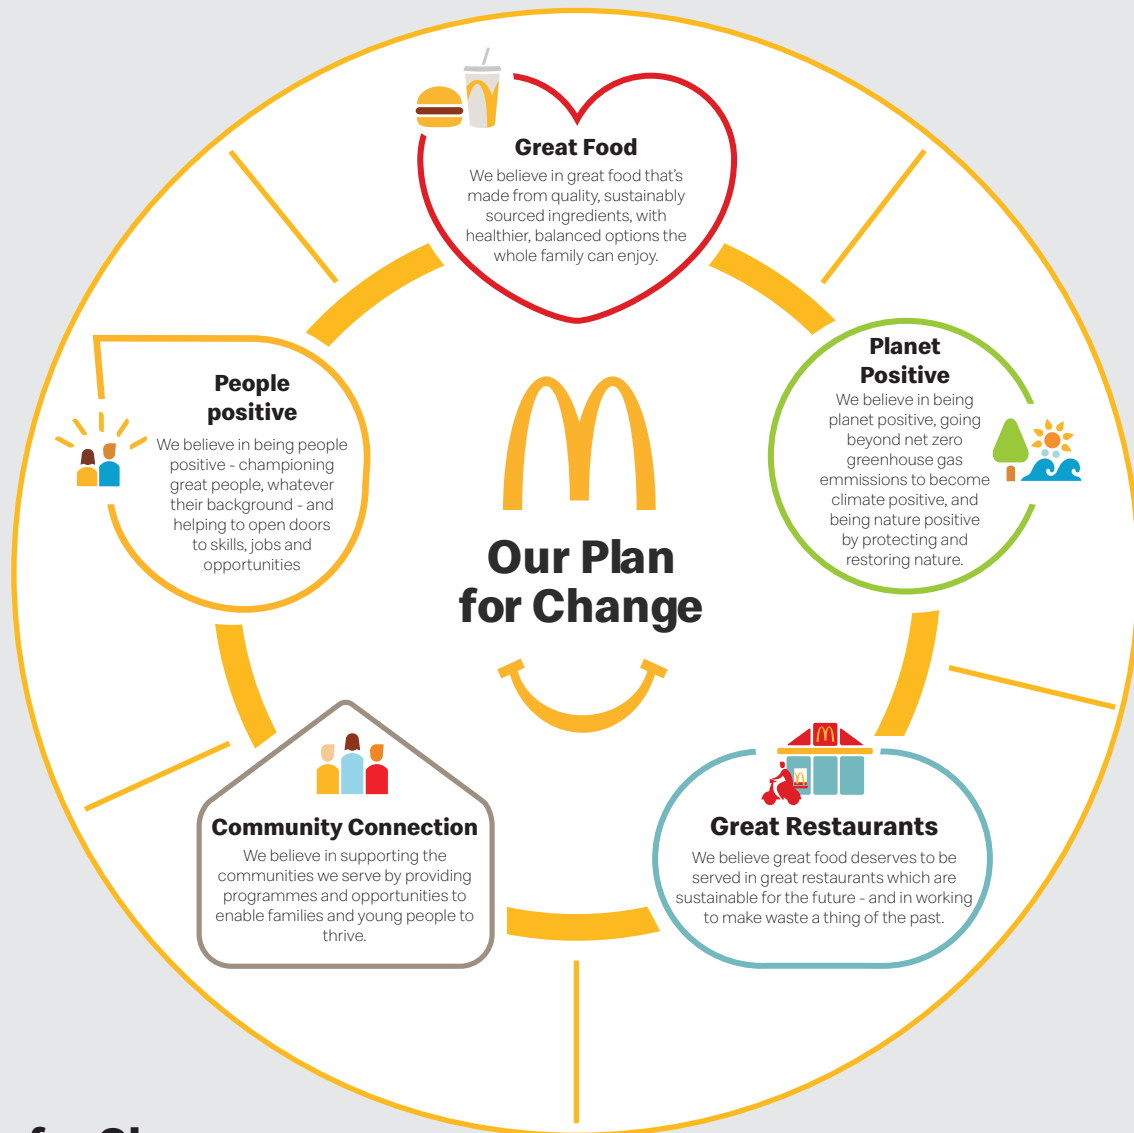 Great Food
We believe in great food that's
made from quality, sustainably
sourced ingredients, with
healthier, balanced options the
whole family can enjoy.
Planet
Positive
We believe in being
planet positive, going
beyond net zero
greenhouse gas
emmissions to become
climate positive, and
being nature positive
by protecting and
restoring nature.
People
positive
We believe in being people
positive - championing
great people, whatever
their background - and
helping to open doors
to skills, jobs and
opportunities
Our Plan
for Change
Community Connection
We believe in supporting the
communities we serve by providing
programmes and opportunities to
enable families and young people to
thrive.
Great Restaurants
We believe great food deserves to be
served in great restaurants which are
sustainable for the future - and in working
to make waste a thing of the past.